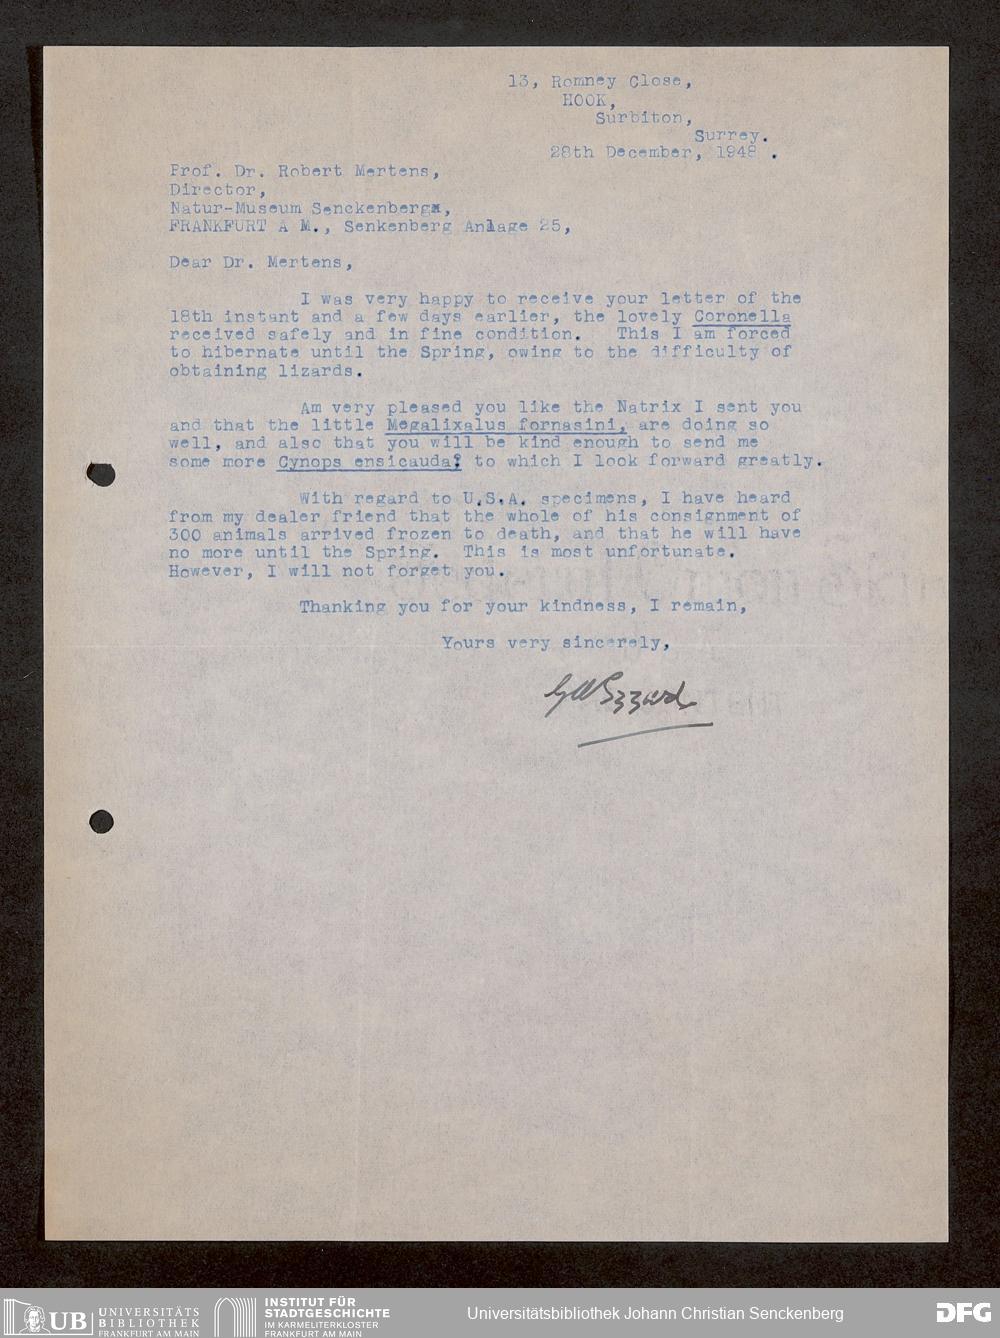 13, Romney Close,
HOOK,
Surbiton,
Surrey.
28th December, 1948 .
Prof. Dr. Robert Mertens,
Director,
Natur-Museum Senckenbergx,
FRANKFURT A M., Senkenberg Anlage 25,
Dear Dr. Mertens,
I was very happy to receive your letter of the
18th instant and a few days earlier, the lovely Coronella
received safely and in fine condition. This I am forced
to hibernate until the Spring, owing to the difficulty of
obtaining lizards.
Am very pleased you like the Natrix I sent you
and that the little Megalixalus fornasini, are doing so
well, and also that you will be kind enough to send me
some more Cynops ensicauda, to which I look forward greatly.
With regard to U.S.A. specimens, I have heard
from my dealer friend that the whole of his consignment of
300 animals arrived frozen to death, and that he will have
no more until the Spring. This is most unfortunate.
However, I will not forget you.
Thanking you for your kindness, I remain,
Yours very sincerely,
UB UNIVERSITÄTS
BIBLIOTHEK
FRANKFURT AM MAIN
INSTITUT FÜR
STADTGESCHICHTE
IM KARMELITERKLOSTER
FRANKFURT AM MAIN
Universitätsbibliothek Johann Christian Senckenberg
DFG